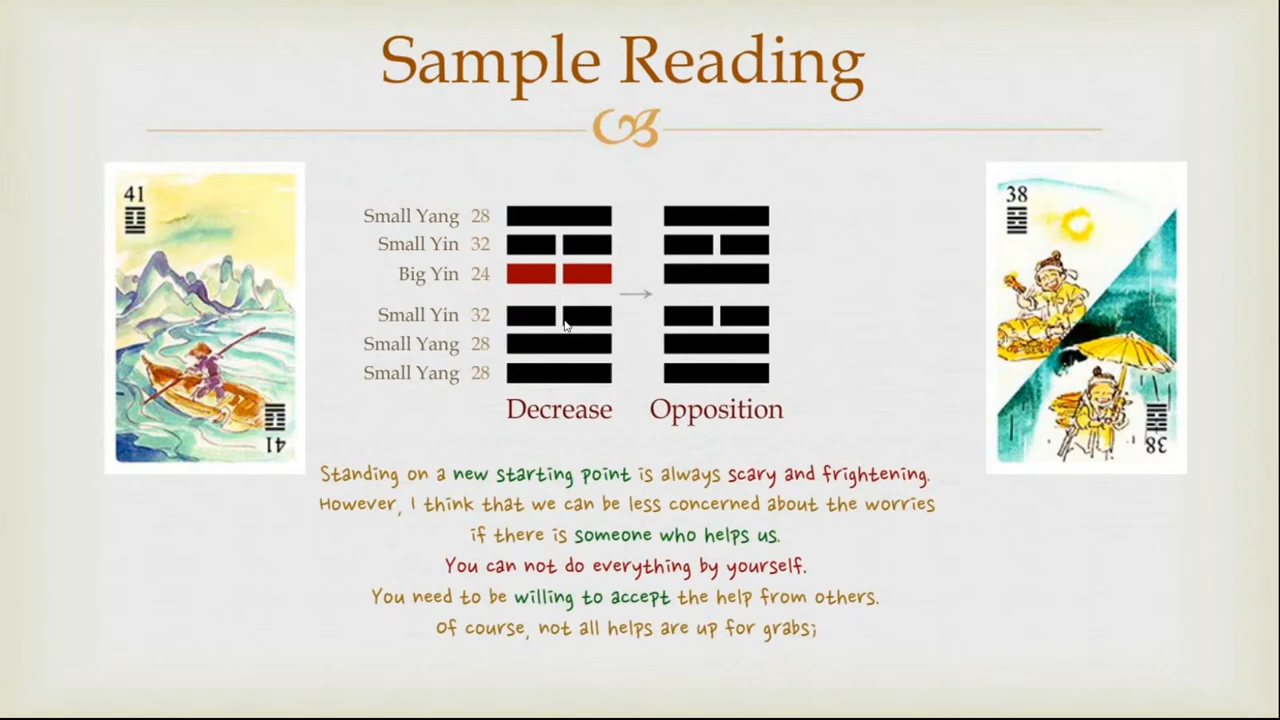 Sample Reading
41
41
Small Yang 28
Small Yin 32
Big Yin 24
Small Yin 32
Small Yang 28
Small Yang 28
Decrease
Opposition
38
38
Standing on a new starting point is always scary and frightening.
However, I think that we can be less concerned about the worries
if there is someone who helps us.
You can not do everything by yourself.
You need to be willing to accept the help from others.
Of course, not all helps are up for grabs;